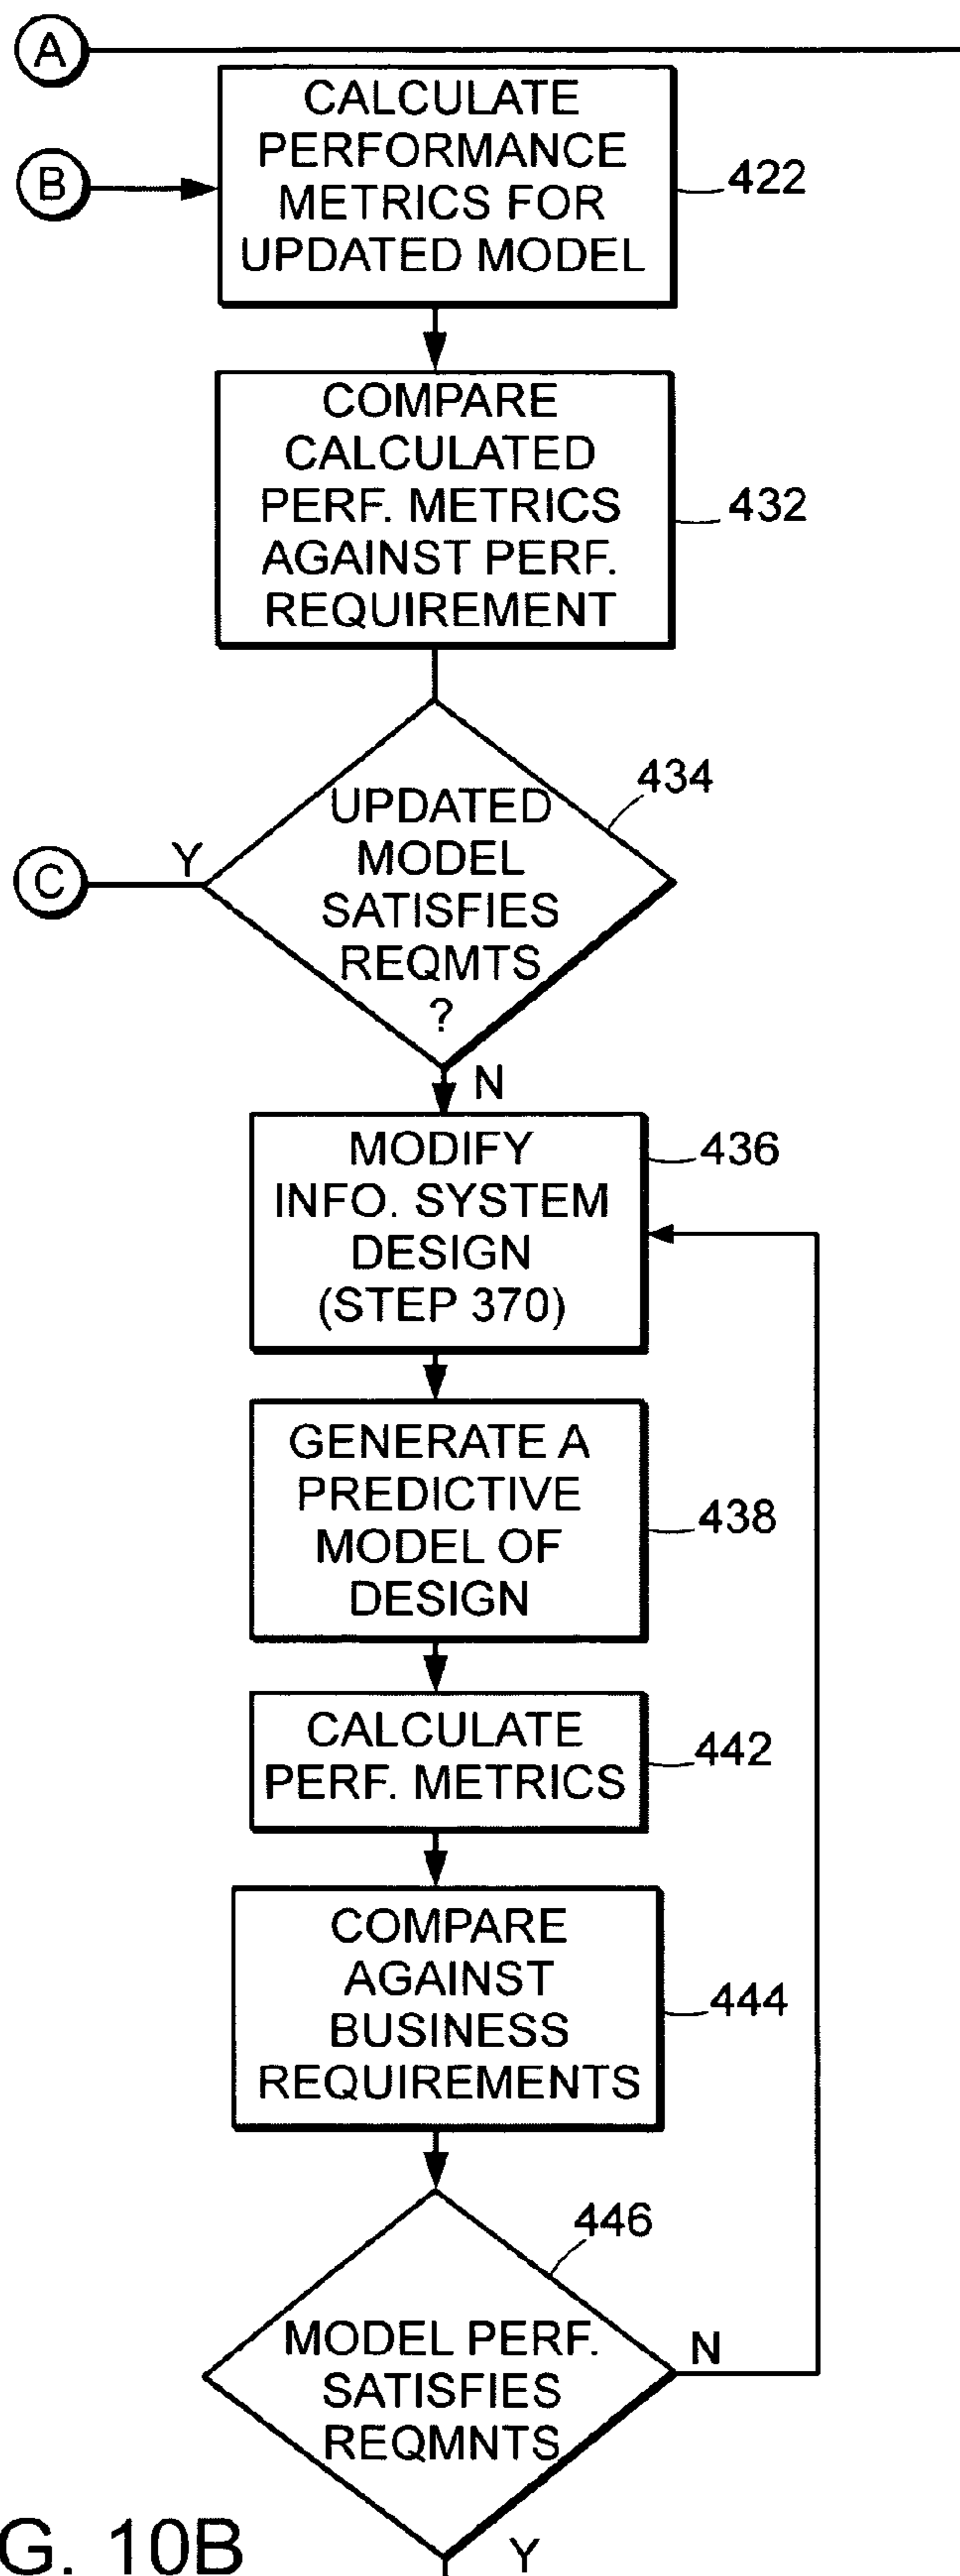 A
CALCULATE
PERFORMANCE
METRICS FOR
UPDATED MODEL
B
422
COMPARE
CALCULATED
PERF. METRICS
AGAINST PERF.
REQUIREMENT
432
434
UPDATED
MODEL
SATISFIES
REQMTS
?
Y
C
N
MODIFY
INFO. SYSTEM
DESIGN
(STEP 370)
436
GENERATE A
PREDICTIVE
MODEL OF
DESIGN
438
CALCULATE
PERF. METRICS
442
COMPARE
AGAINST
BUSINESS
REQUIREMENTS
444
446
MODEL PERF.
SATISFIES
REQMNTS
N
Y
G. 10B